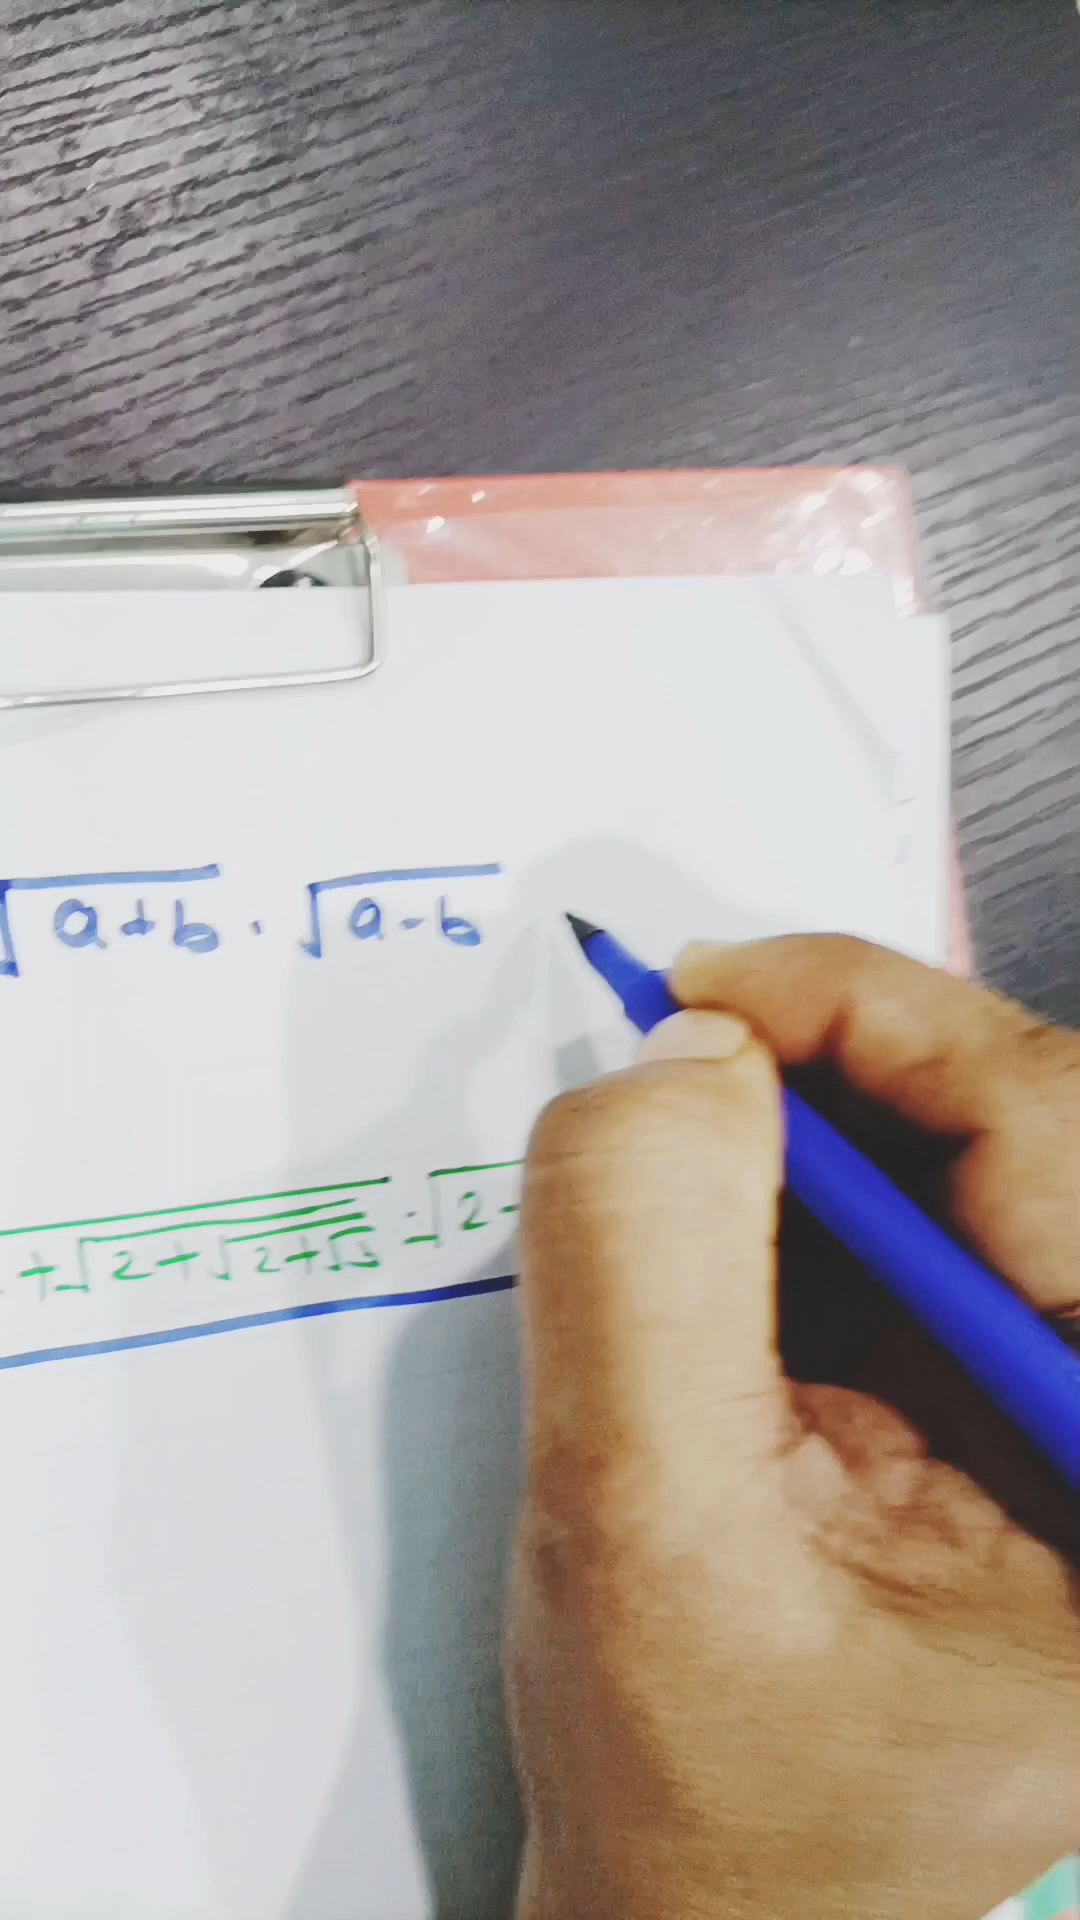 √(a+b) · √(a-b)
+√(2+√(2+√3)) · √(2-